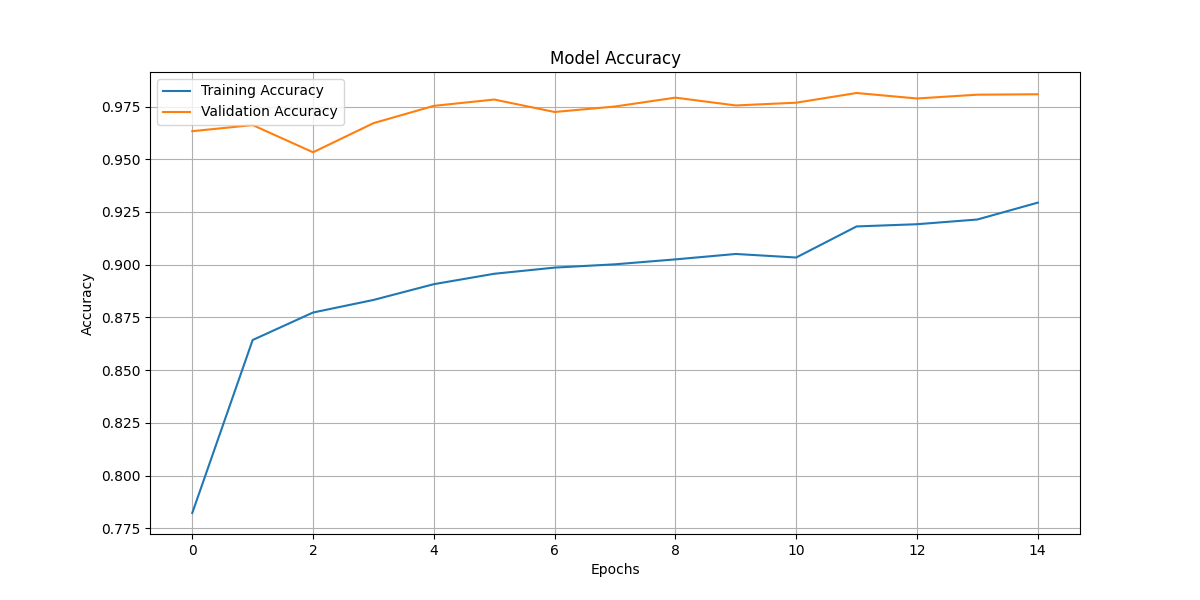 Model Accuracy
Training Accuracy
Validation Accuracy
0.975
0.950
0.925
0.900
0.875
0.850
0.825
0.800
0.775
Accuracy
0 2 4 6 8 10 12 14
Epochs